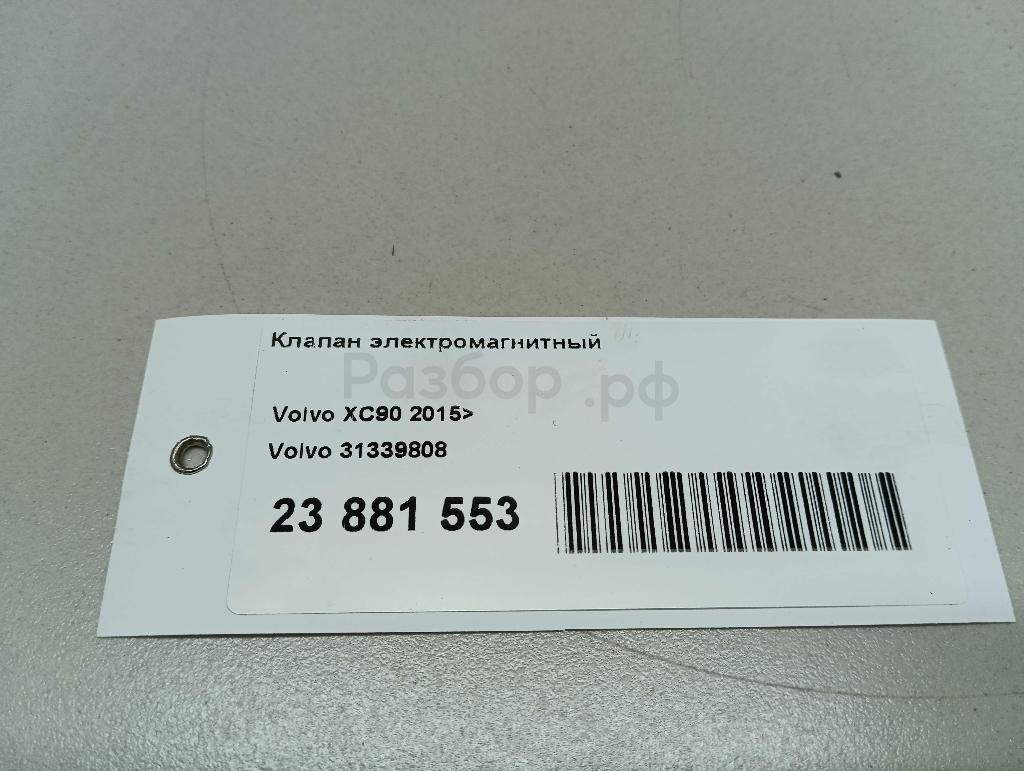 Клапан электромагнитный
Разбор.рф
Volvo XC90 2015>
Volvo 31339808
23 881 553